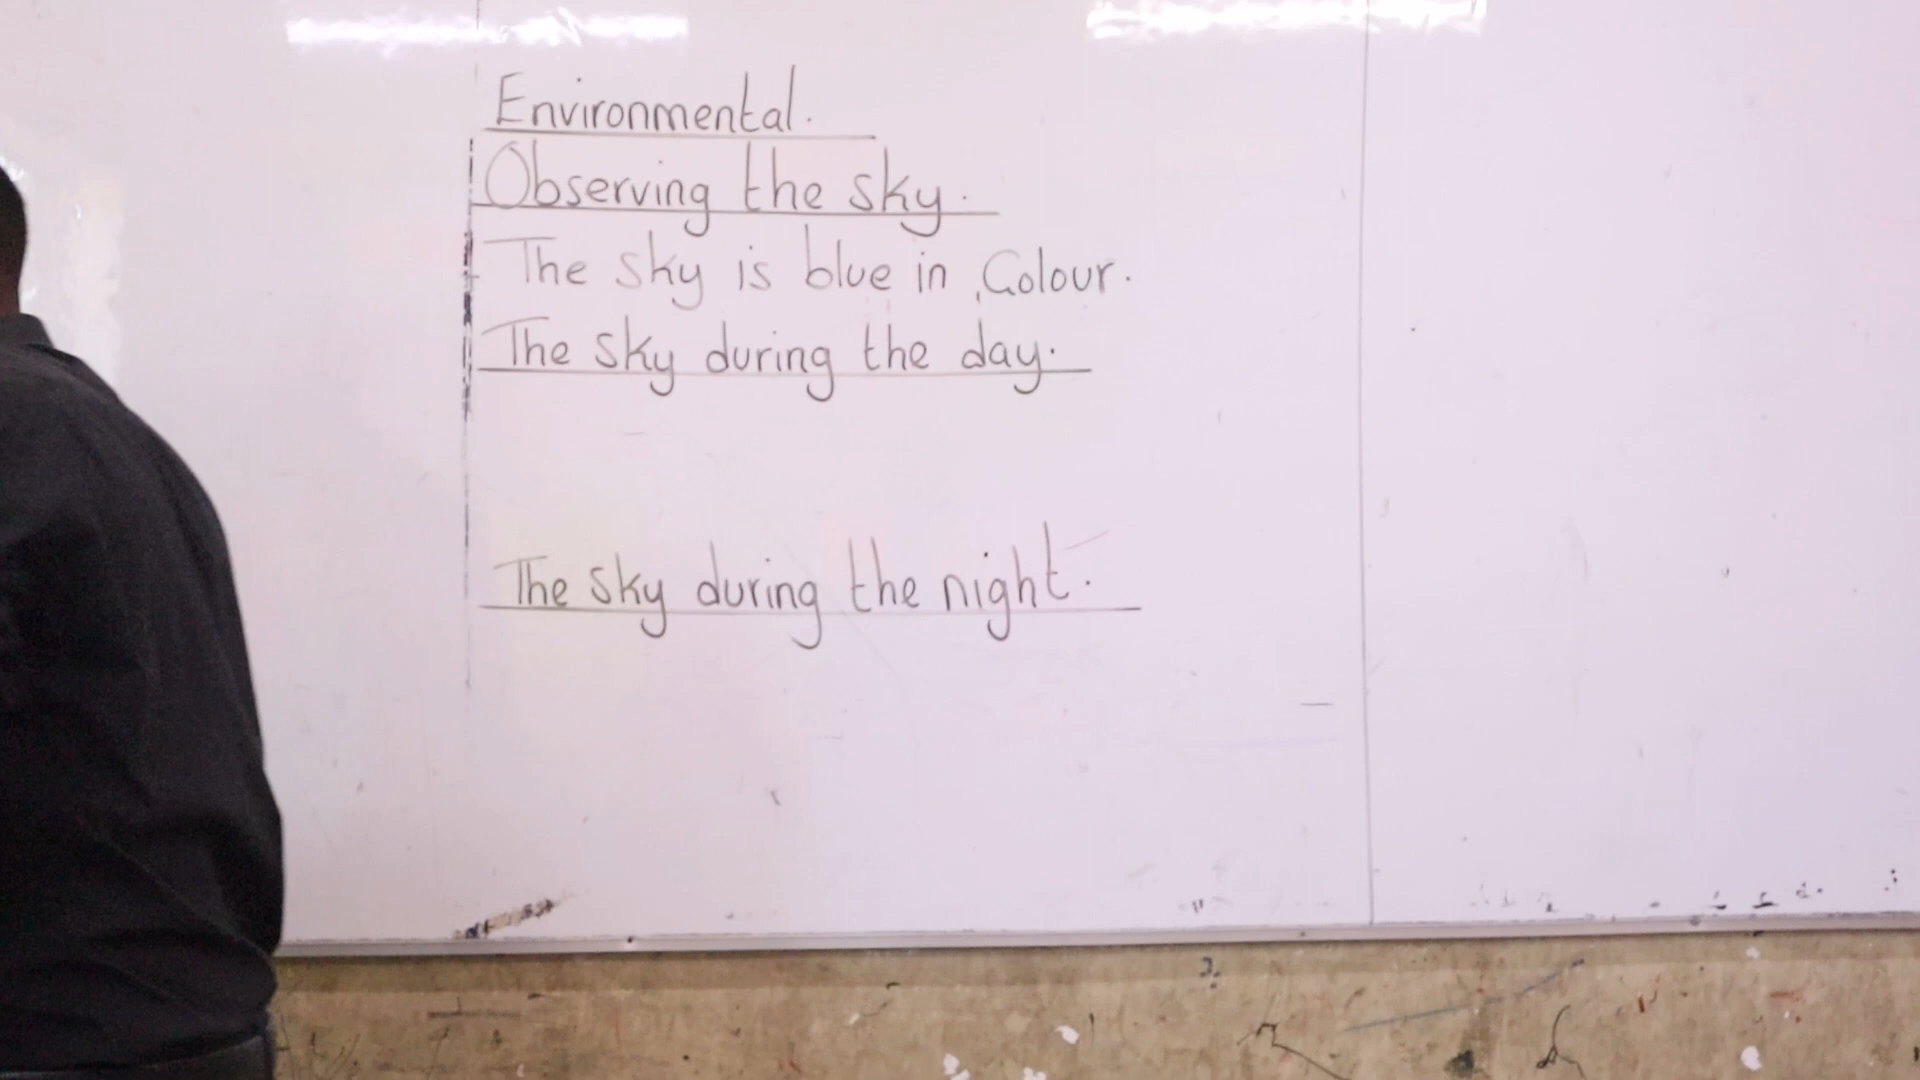 Environmental.
Observing the sky.
The sky is blue in Colour.
The sky during the day.
The sky during the night.